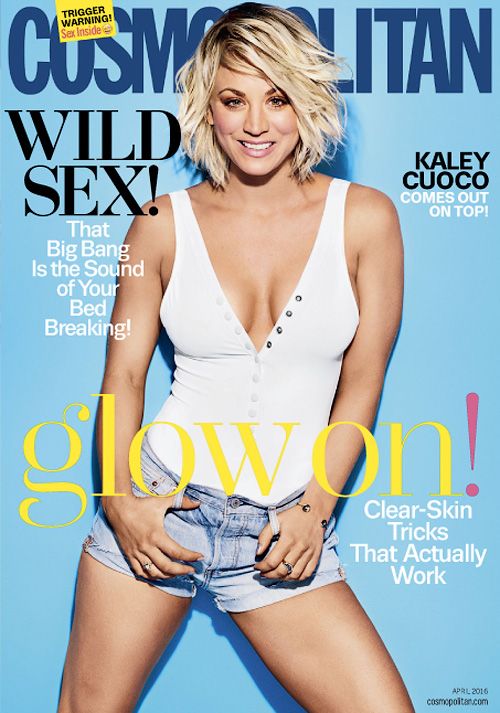 TRIGGER
WARNING!
Sex Inside
COSMOPOLITAN
WILD
SEX!
That
Big Bang
Is the Sound
of Your
Bed
Breaking!
KALEY
CUOCO
COMES OUT
ON TOP!
glow on!
Clear-Skin
Tricks
That Actually
Work
APRIL 2016
cosmopolitan.com